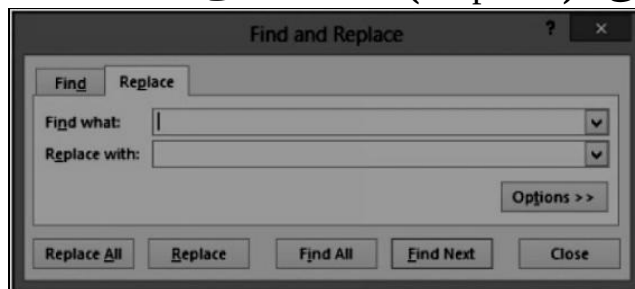 Find and Replace ? ×
Find Replace
Find what:
Replace with:
Options >>
Replace All Replace Find All Find Next Close